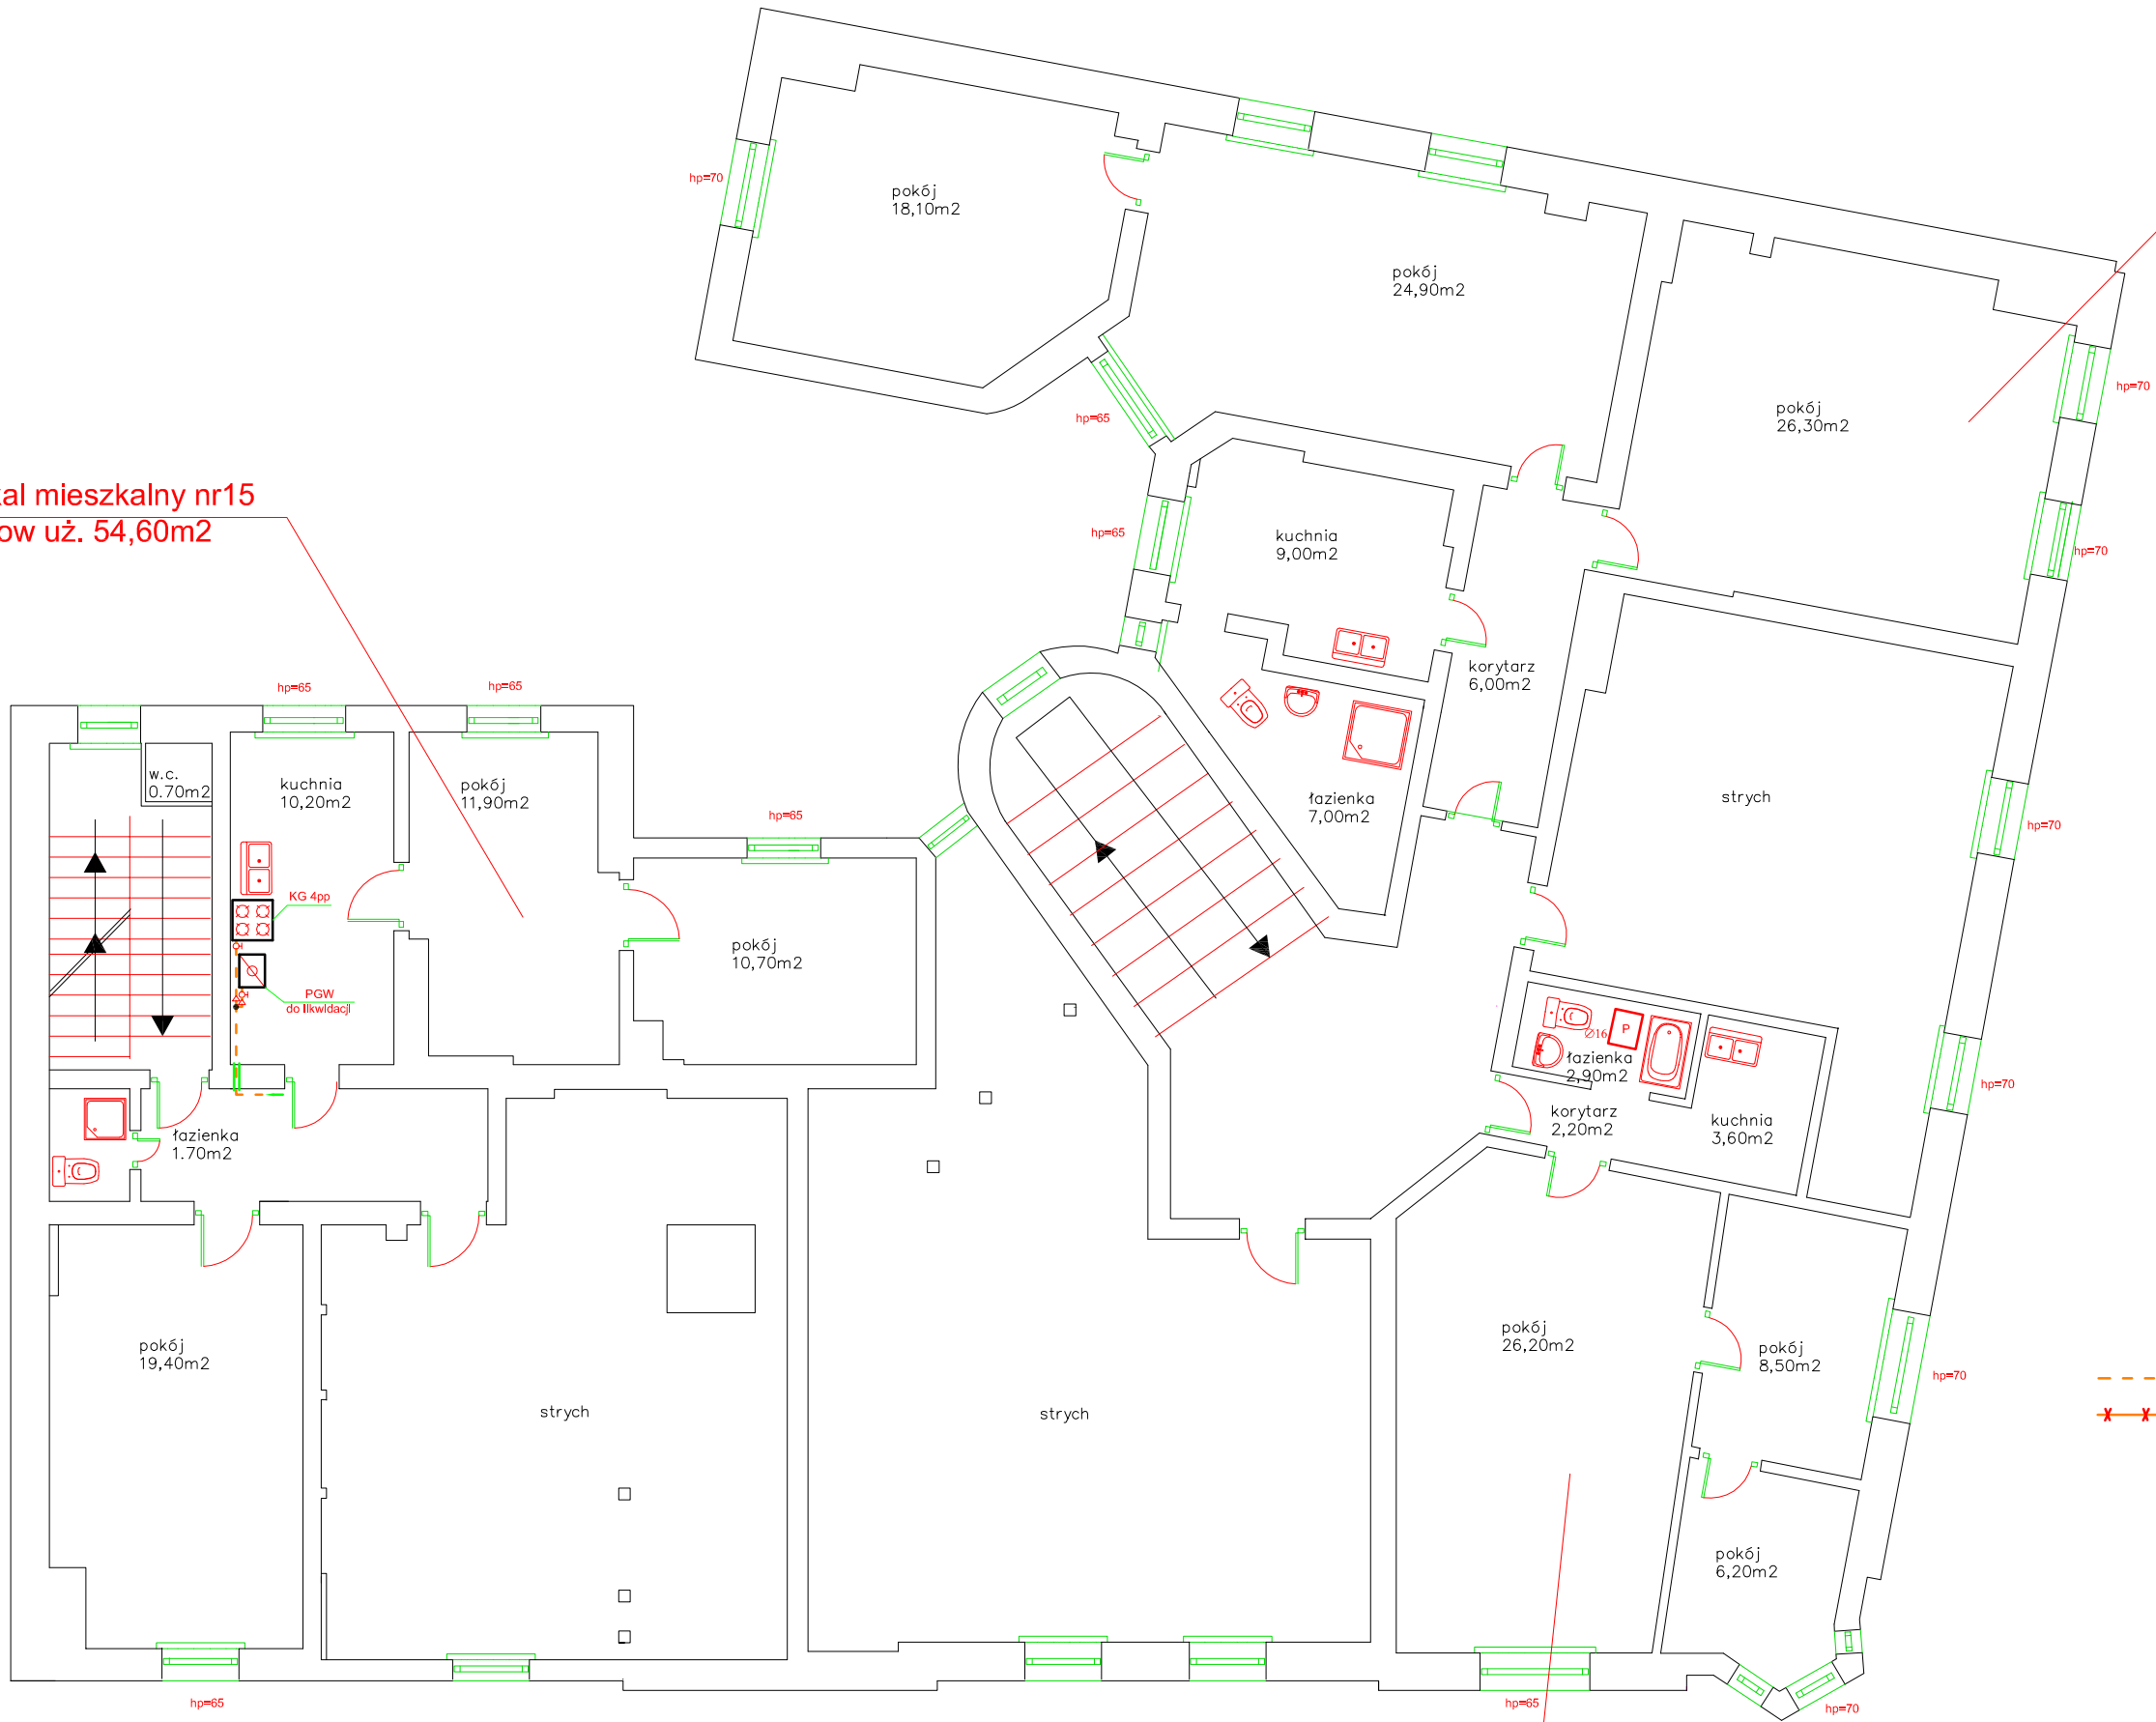 hp=70
pokój
18,10m2
pokój
24,90m2
hp=70
pokój
26,30m2
hp=65
al mieszkalny nr15
ow uż. 54,60m2
hp=65
kuchnia
9,00m2
hp=70
korytarz
6,00m2
hp=65
hp=65
w.c.
0.70m2
kuchnia
10,20m2
pokój
11,90m2
hp=65
łazienka
7,00m2
strych
hp=70
KG 4pp
pokój
10,70m2
PGW
do likwidacji
⌀16
P
łazienka
2,90m2
hp=70
łazienka
1.70m2
korytarz
2,20m2
kuchnia
3,60m2
pokój
19,40m2
pokój
26,20m2
pokój
8,50m2
hp=70
strych
strych
pokój
6,20m2
hp=65
hp=65
hp=70